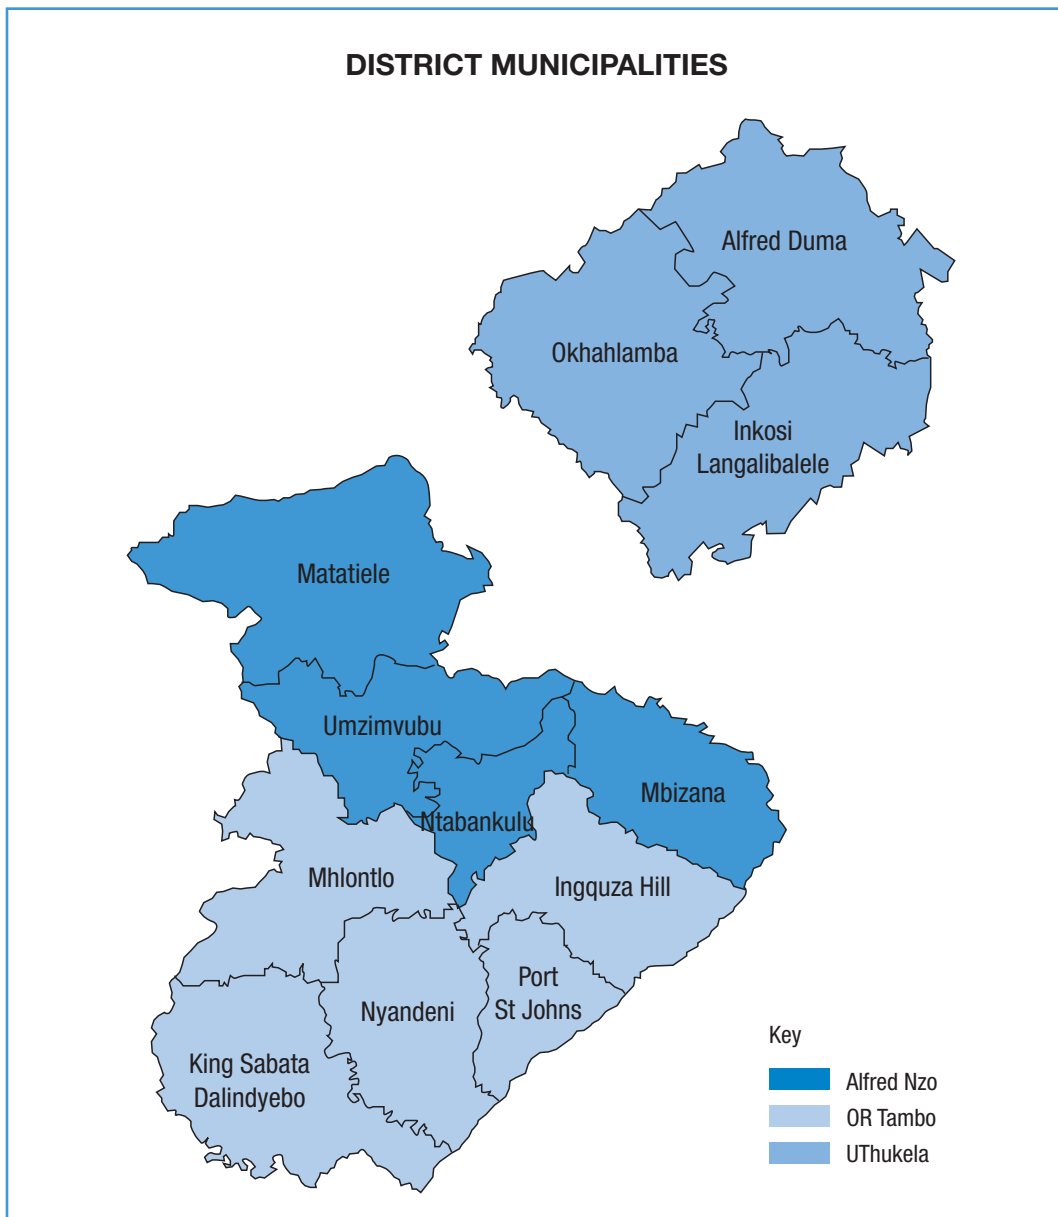 DISTRICT MUNICIPALITIES
Alfred Duma
Okhahlamba
Inkosi
Langalibalele
Matatiele
Umzimvubu
Mbizana
Ntabankulu
Mhlontlo
Ingquza Hill
Port
St Johns
Nyandeni
King Sabata
Dalindyebo
Key
Alfred Nzo
OR Tambo
UThukela